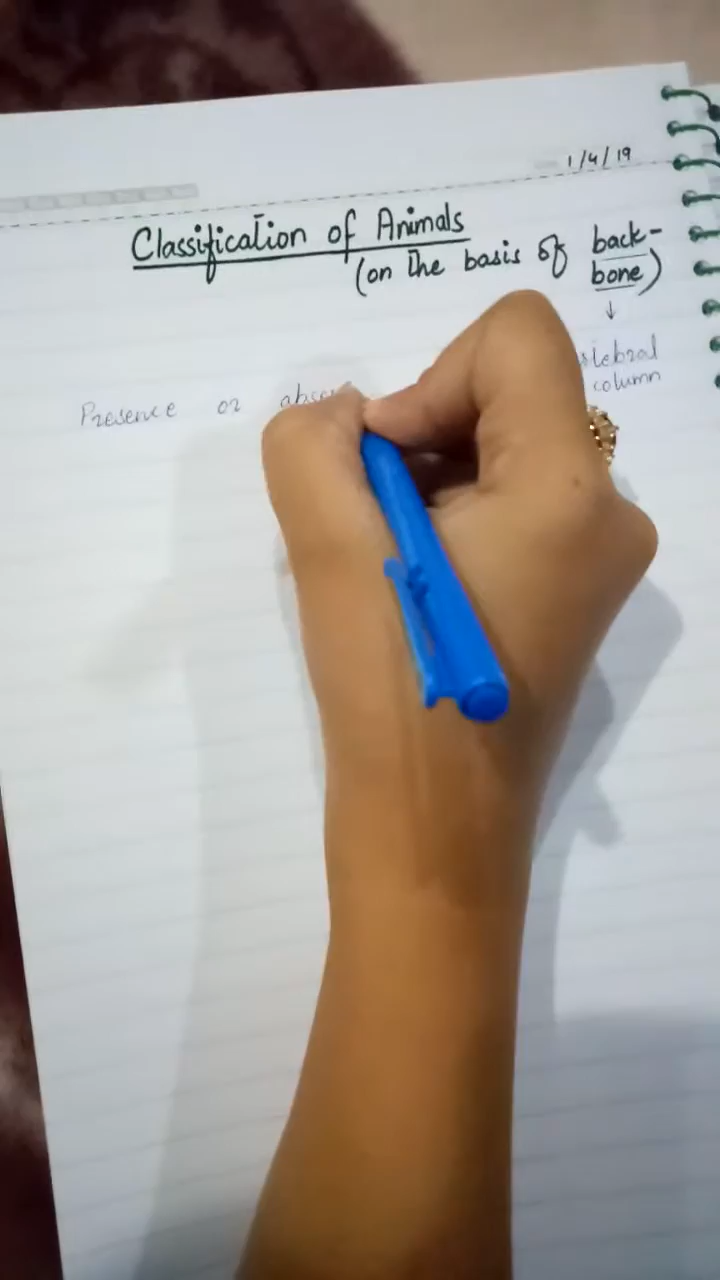 1/4/19
Classification of Animals
(on the basis of back-
bone)
↓
column
Presence or